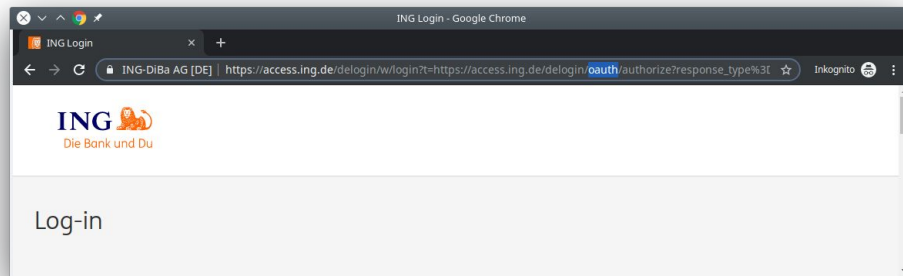 ING Login - Google Chrome
ING Login
ING-DiBa AG [DE] | https://access.ing.de/delogin/w/login?t=https://access.ing.de/delogin/oauth/authorize?response_type%3D
Inkognito
ING
Die Bank und Du
Log-in